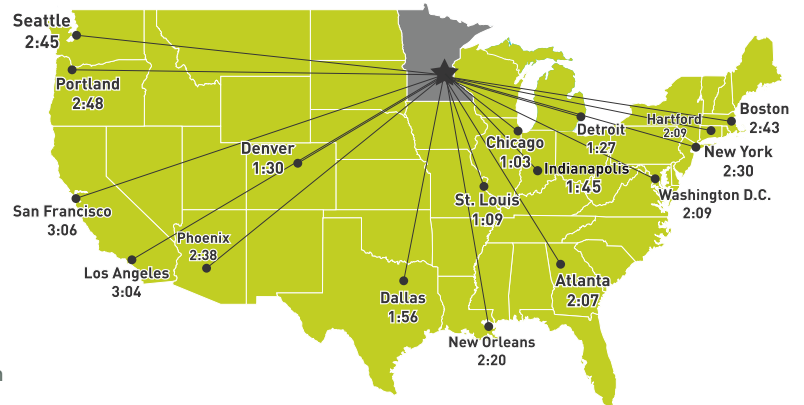 Seattle
2:45
Portland
2:48
Boston
2:43
Hartford
2:09
Detroit
1:27
Chicago
1:03
New York
2:30
Denver
1:30
Indianapolis
1:45
Washington D.C.
2:09
St. Louis
1:09
San Francisco
3:06
Phoenix
2:38
Los Angeles
3:04
Atlanta
2:07
Dallas
1:56
New Orleans
2:20